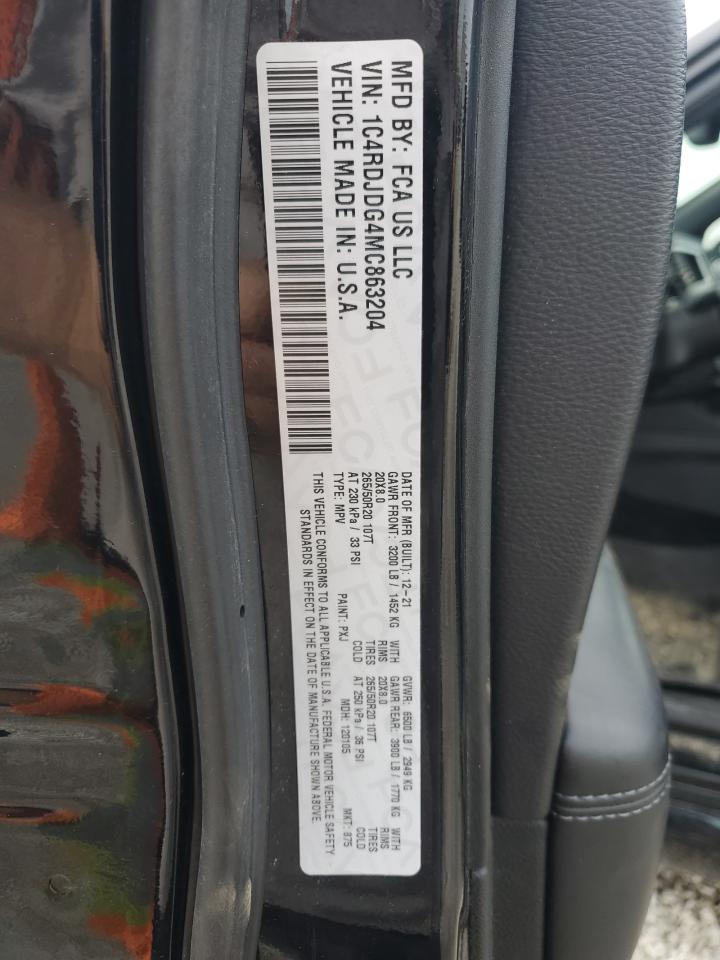 MFD BY: FCA US LLC
VIN: 1C4RDJDG4MC863204
VEHICLE MADE IN: U.S.A.
DATE OF MFR (BUILT): 12-21 GVWR: 6500 LB / 2949 KG
GAWR FRONT: 3200 LB / 1452 KG WITH GAWR REAR: 3900 LB / 1770 KG WITH
20X8.0 RIMS 20X8.0 RIMS
265/50R20 107T TIRES 265/50R20 107T TIRES
AT 230 kPa / 33 PSI COLD AT 250 kPa / 36 PSI COLD
TYPE: MPV PAINT: PXJ MDH: 120105 MKT: 875
THIS VEHICLE CONFORMS TO ALL APPLICABLE U.S.A. FEDERAL MOTOR VEHICLE SAFETY
STANDARDS IN EFFECT ON THE DATE OF MANUFACTURE SHOWN ABOVE.